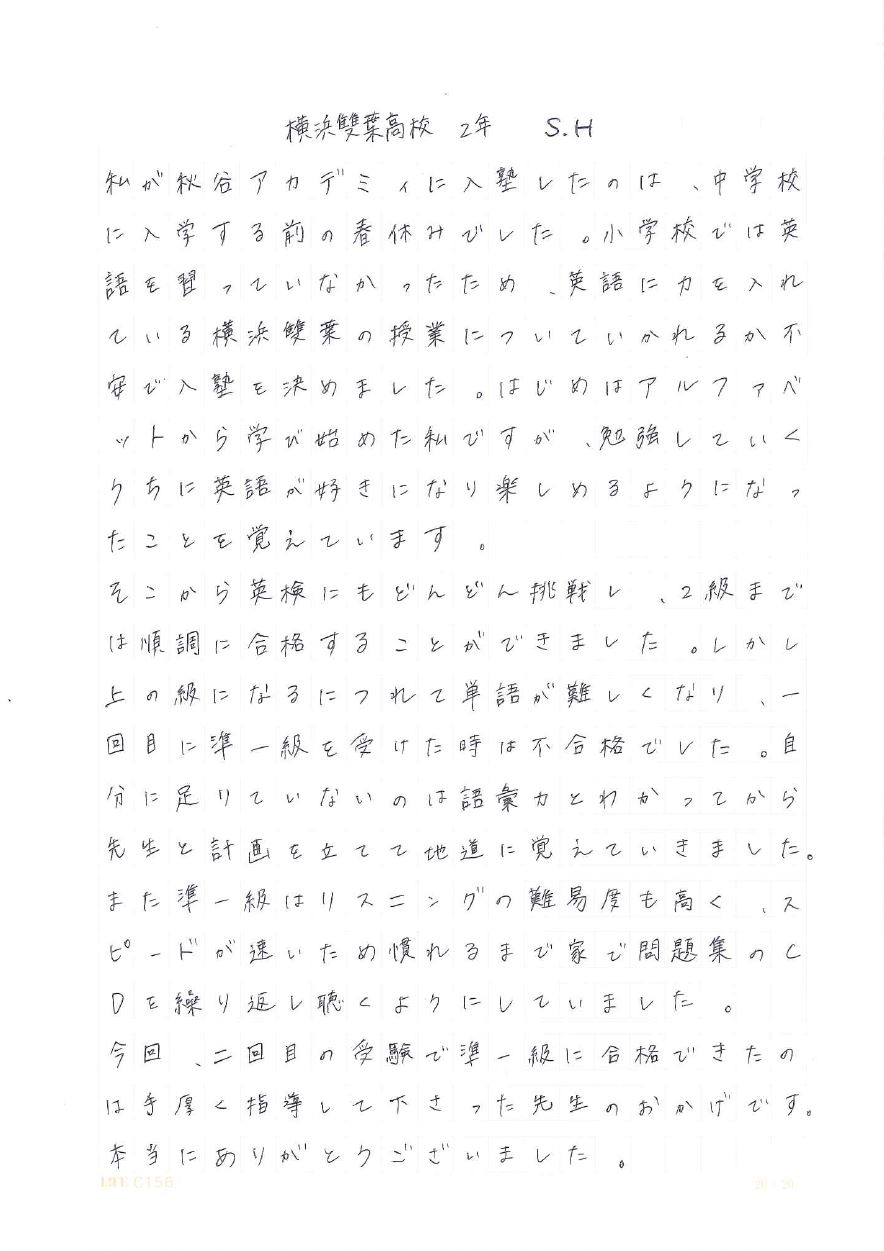 横浜雙葉高校 2年 S.H
私が秋谷アカデミィに入塾したのは、中学校
に入学する前の春休みでした。小学校では英
語を習っていなかったため、英語に力を入れ
ている横浜雙葉の授業についていかれるか不
安で入塾を決めました。はじめはアルファベ
ットから学び始めた私ですが、勉強していく
うちに英語が好きになり楽しめるようになっ
たことを覚えています。
そこから英検にもどんどん挑戦し、2級まで
は順調に合格することができました。しかし
上の級になるにつれて単語が難しくなり、一
回目に準一級を受けた時は不合格でした。自
分に足りていないのは語彙力とわかってから
先生と計画を立てて地道に覚えていきました。
また準一級はリスニングの難易度も高く、ス
ピードが速いため慣れるまで家で問題集のC
Dを繰り返し聴くようにしていました。
今回、二回目の受験で準一級に合格できたの
は手厚く指導して下さった先生のおかげです。
本当にありがとうございました。
LIFE C156 20×20